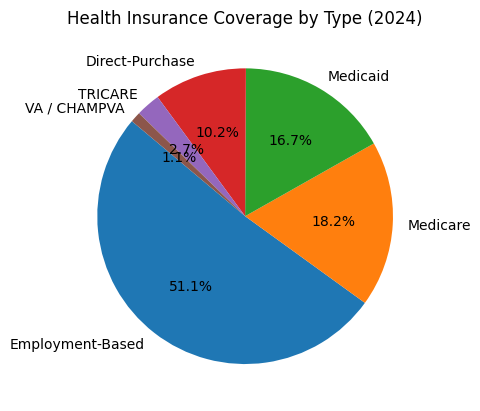 Health Insurance Coverage by Type (2024)
Direct-Purchase
Medicaid
TRICARE
VA / CHAMPVA
10.2%
16.7%
2.7%
1.1%
18.2%
Medicare
51.1%
Employment-Based